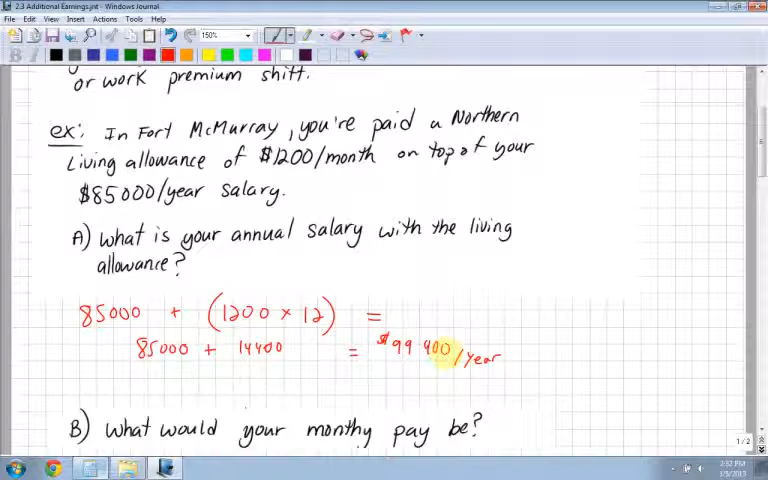 2.3 Additional Earnings.jnt - Windows Journal
File Edit View Insert Actions Tools Help
150%
B I
or work premium shift.
ex: In Fort McMurray, you're paid a Northern
Living allowance of $1200/month on top of your
$85000/year salary.
A) What is your annual salary with the living
allowance?
85000 + (1200 × 12) =
85000 + 14400 = $99 400/year
B) What would your monthy pay be?
1 / 2
2:32 PM